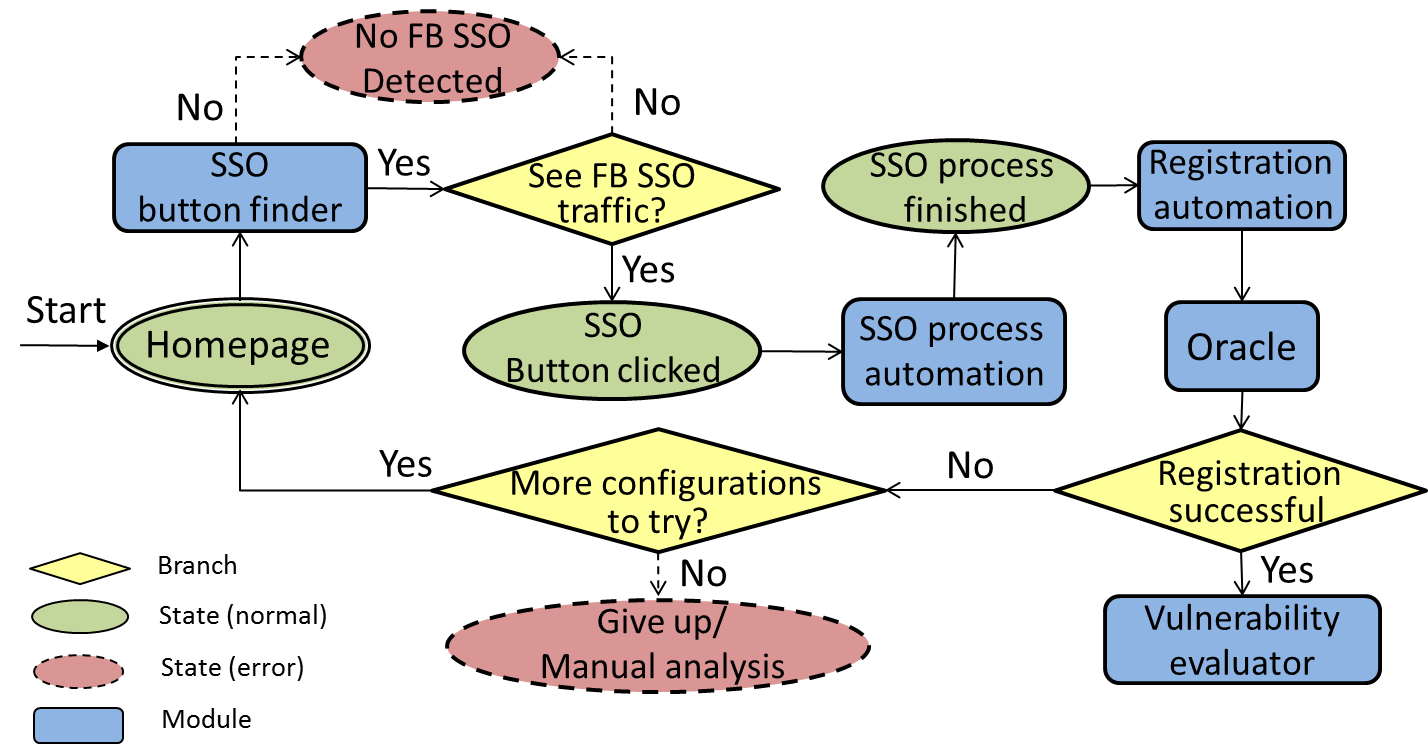 No FB SSO
Detected
No
No
SSO
button finder
Yes
See FB SSO
traffic?
SSO process
finished
Registration
automation
Yes
Start
Homepage
SSO
Button clicked
SSO process
automation
Oracle
Yes
More configurations
to try?
No
Registration
successful
No
Yes
Give up/
Manual analysis
Vulnerability
evaluator
Branch
State (normal)
State (error)
Module